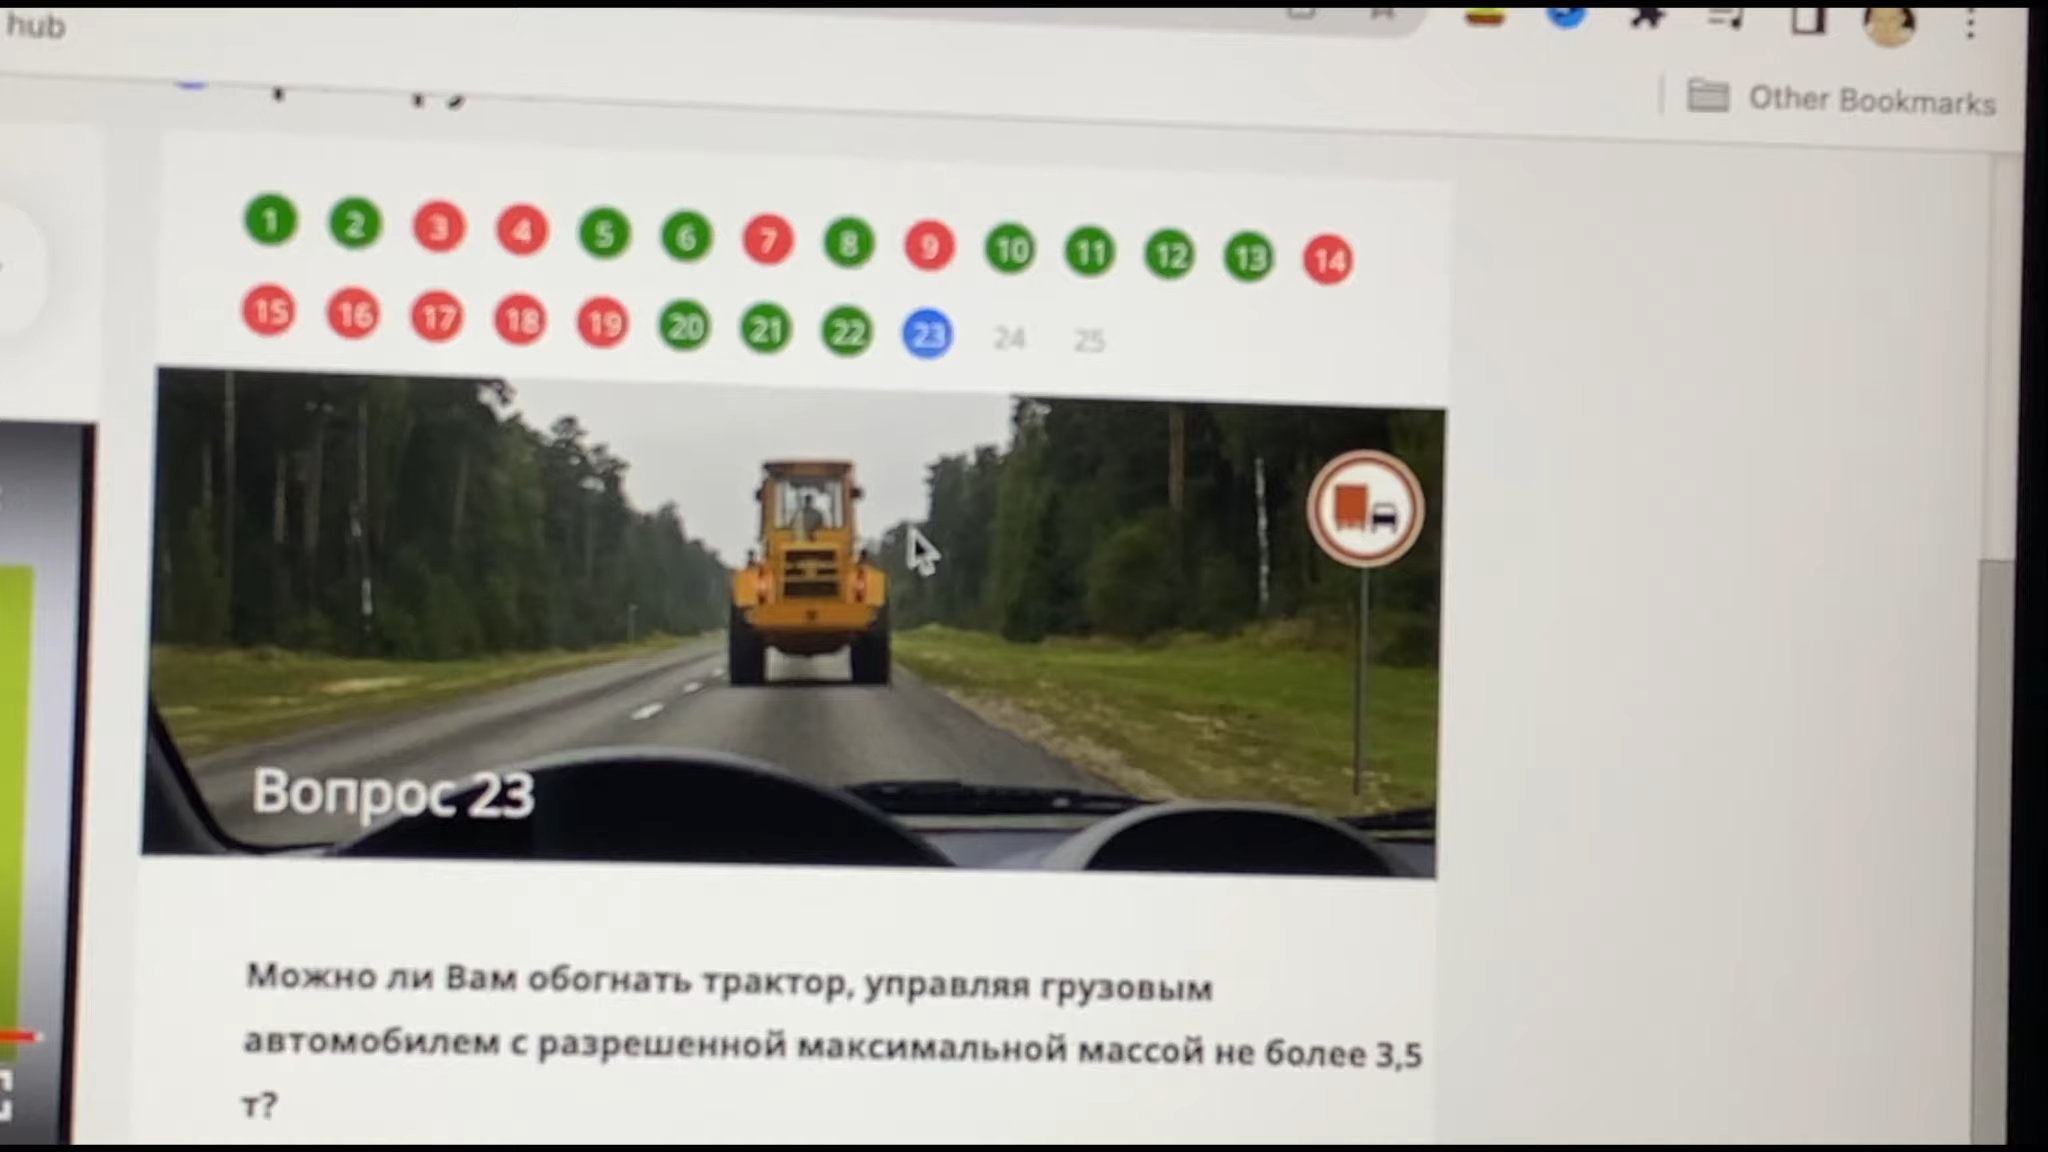 hub
Other Bookmarks
1 2 3 4 5 6 7 8 9 10 11 12 13 14
15 16 17 18 19 20 21 22 23 24 25
Вопрос 23
Можно ли Вам обогнать трактор, управляя грузовым
автомобилем с разрешенной максимальной массой не более 3,5
т?